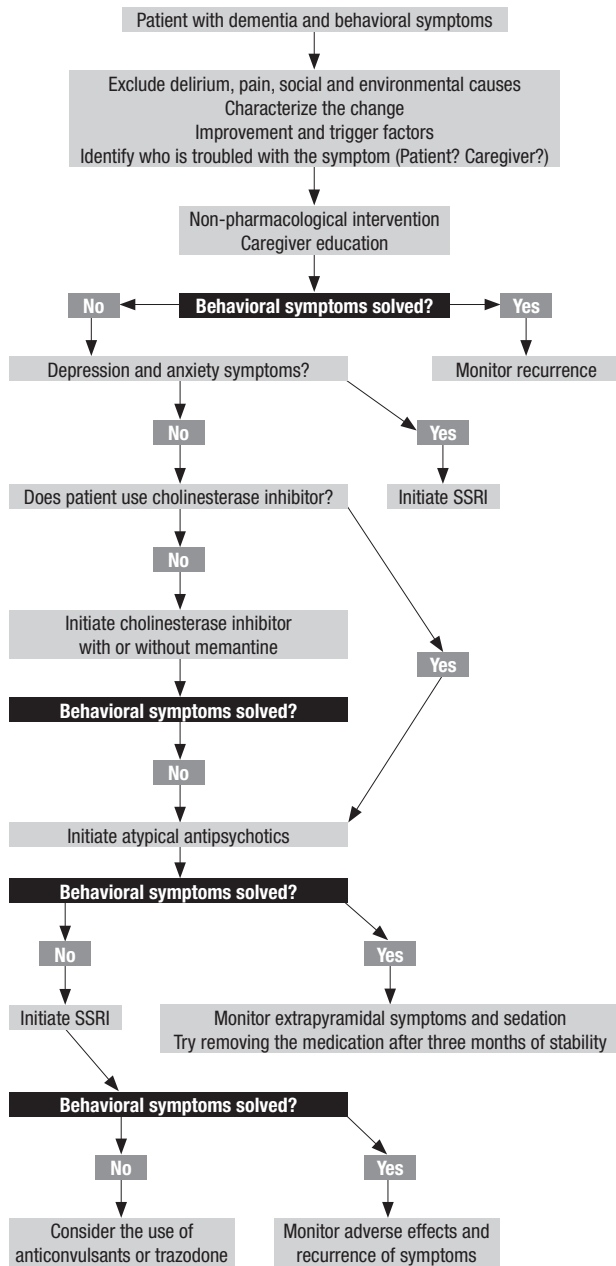 Patient with dementia and behavioral symptoms
Exclude delirium, pain, social and environmental causes
Characterize the change
Improvement and trigger factors
Identify who is troubled with the symptom (Patient? Caregiver?)
Non-pharmacological intervention
Caregiver education
No
Behavioral symptoms solved?
Yes
Depression and anxiety symptoms?
Monitor recurrence
No
Yes
Does patient use cholinesterase inhibitor?
Initiate SSRI
No
Initiate cholinesterase inhibitor
with or without memantine
Yes
Behavioral symptoms solved?
No
Initiate atypical antipsychotics
Behavioral symptoms solved?
No
Yes
Initiate SSRI
Monitor extrapyramidal symptoms and sedation
Try removing the medication after three months of stability
Behavioral symptoms solved?
No
Yes
Consider the use of
anticonvulsants or trazodone
Monitor adverse effects and
recurrence of symptoms